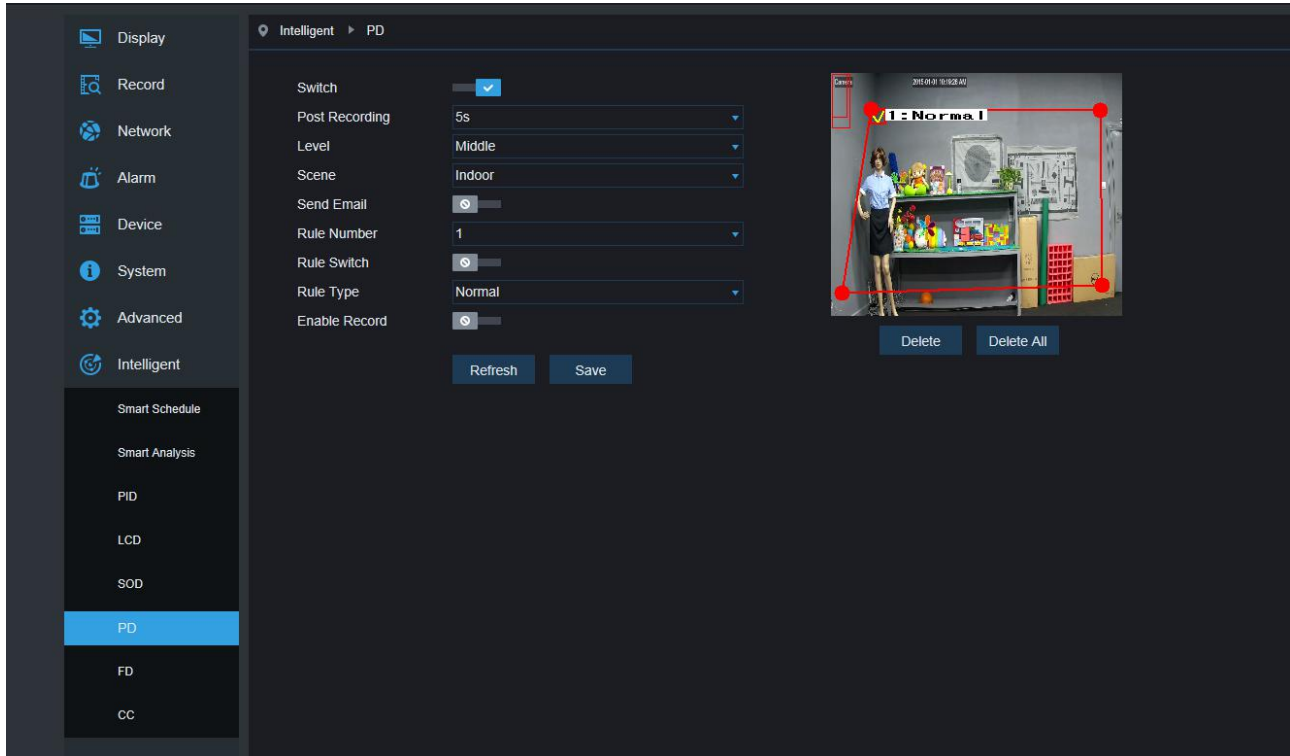 Display
Record
Network
Alarm
Device
System
Advanced
Intelligent
Smart Schedule
Smart Analysis
PID
LCD
SOD
PD
FD
CC
Intelligent PD
Switch
Post Recording 5s
Level Middle
Scene Indoor
Send Email
Rule Number 1
Rule Switch
Rule Type Normal
Enable Record
Refresh Save
Camera
1:Normal
Delete Delete All